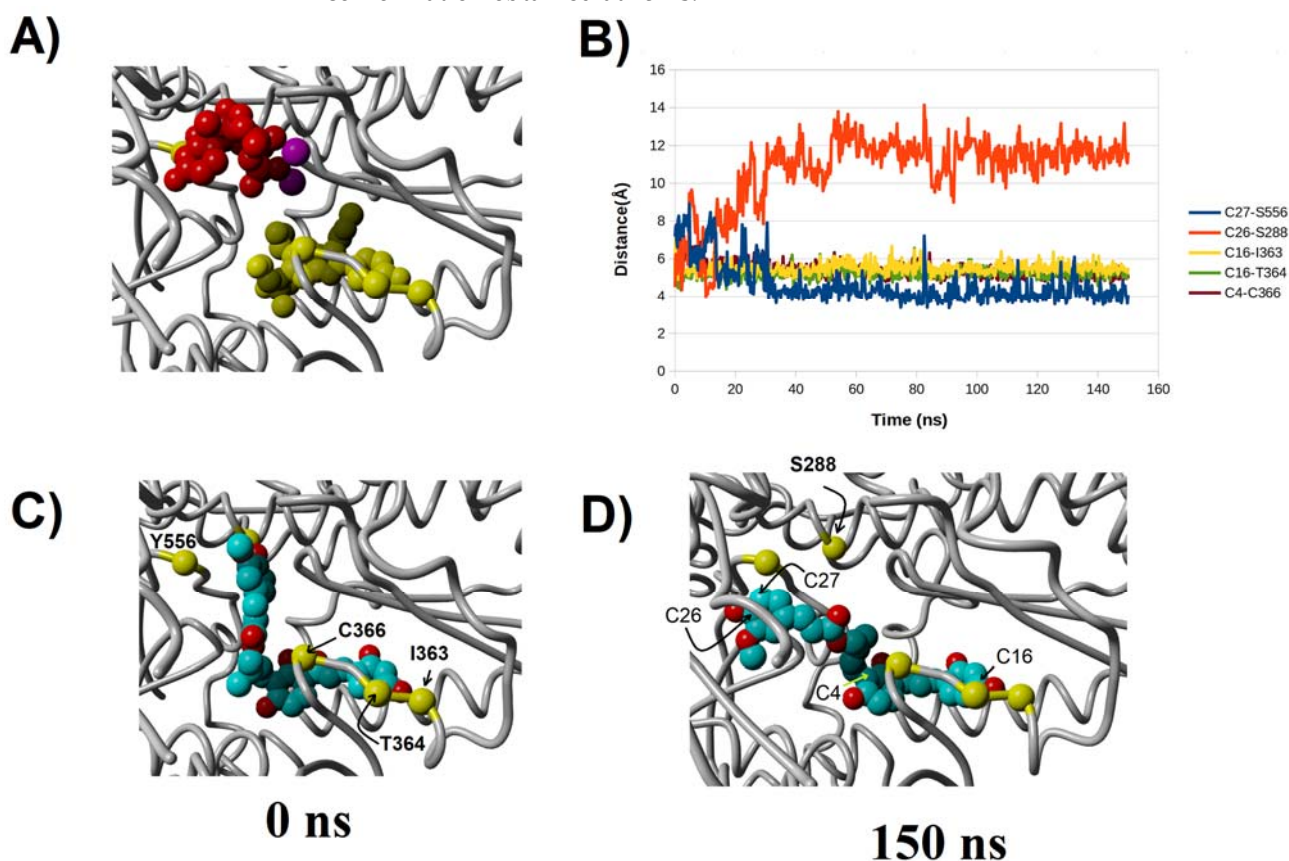 A)
B)
16
14
12
10
8
6
4
2
0
0 20 40 60 80 100 120 140 160
Distance(Å)
Time (ns)
C27-S556
C26-S288
C16-I363
C16-T364
C4-C366
C)
Y556
C366
I363
T364
0 ns
D)
S288
C27
C26
C16
C4
150 ns